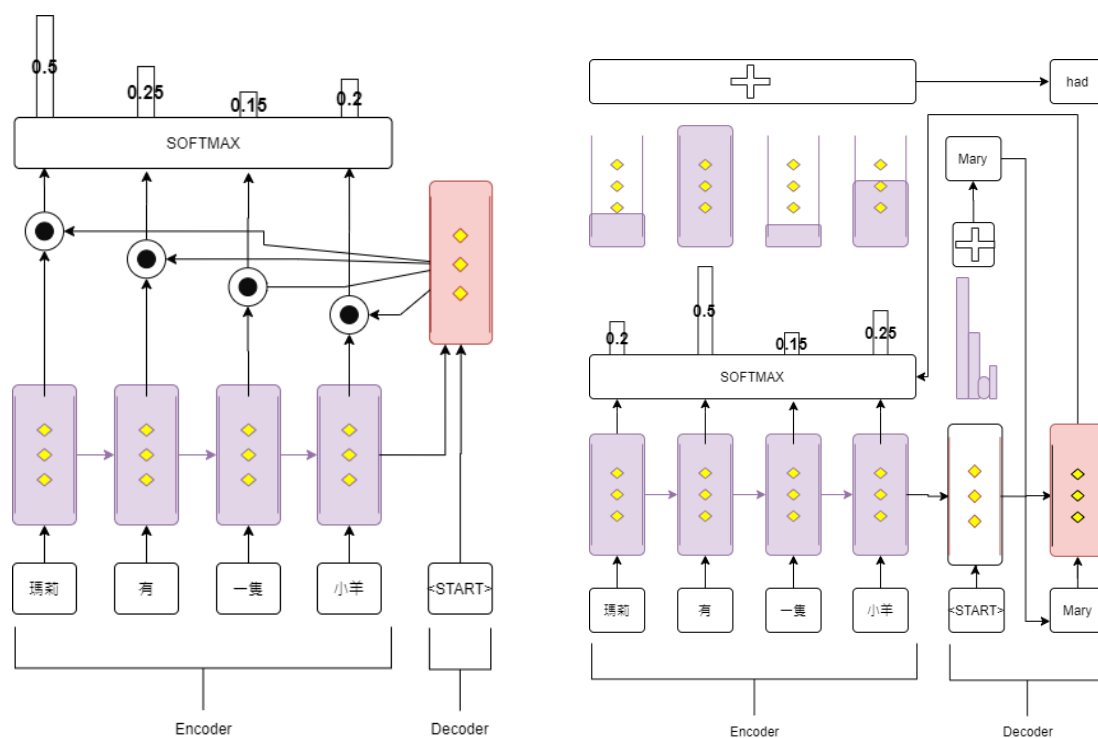 0.5
0.25
0.15
0.2
SOFTMAX
瑪莉
有
一隻
小羊
<START>
Encoder
Decoder
had
Mary
0.2
0.5
0.15
0.25
SOFTMAX
瑪莉
有
一隻
小羊
<START>
Mary
Encoder
Decoder